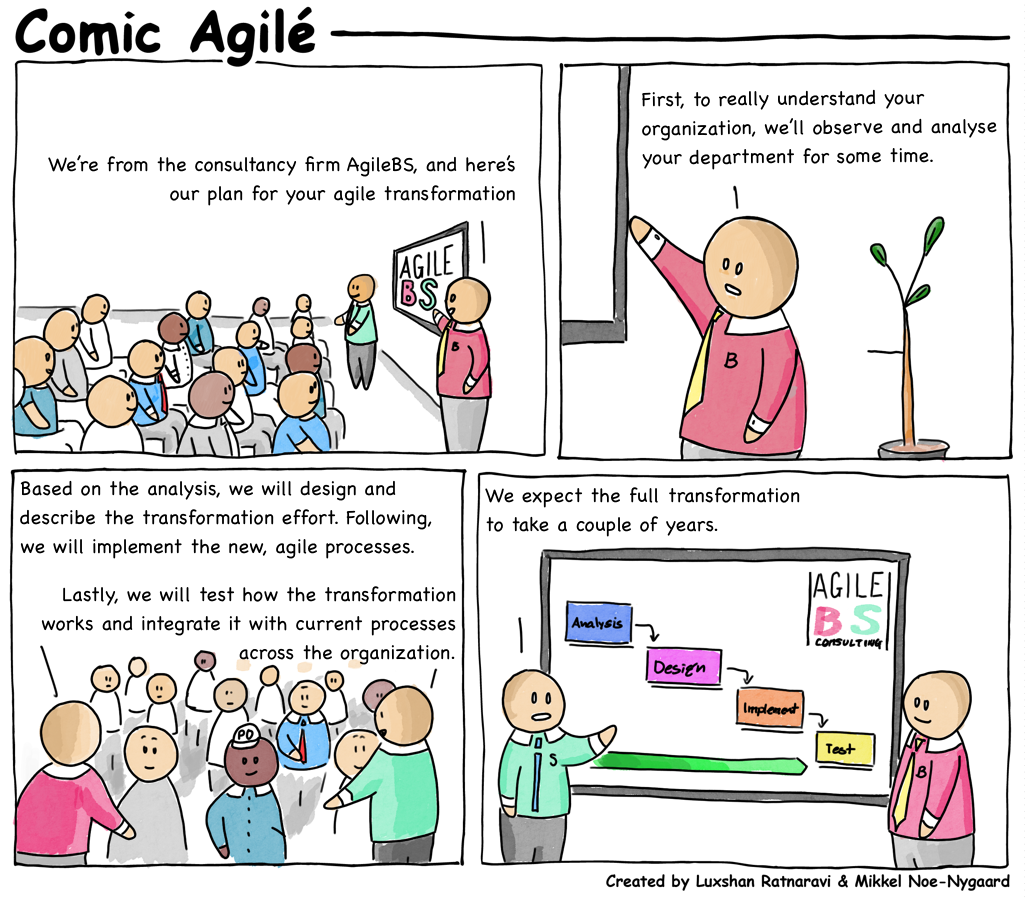 Comic Agilé
We're from the consultancy firm AgileBS, and here's
our plan for your agile transformation
AGILE
BS
B
First, to really understand your
organization, we'll observe and analyse
your department for some time.
B
Based on the analysis, we will design and
describe the transformation effort. Following,
we will implement the new, agile processes.
Lastly, we will test how the transformation
works and integrate it with current processes
across the organization.
PO
We expect the full transformation
to take a couple of years.
AGILE
BS
CONSULTING
Analysis
Design
Implement
Test
S
B
Created by Luxshan Ratnaravi & Mikkel Noe-Nygaard